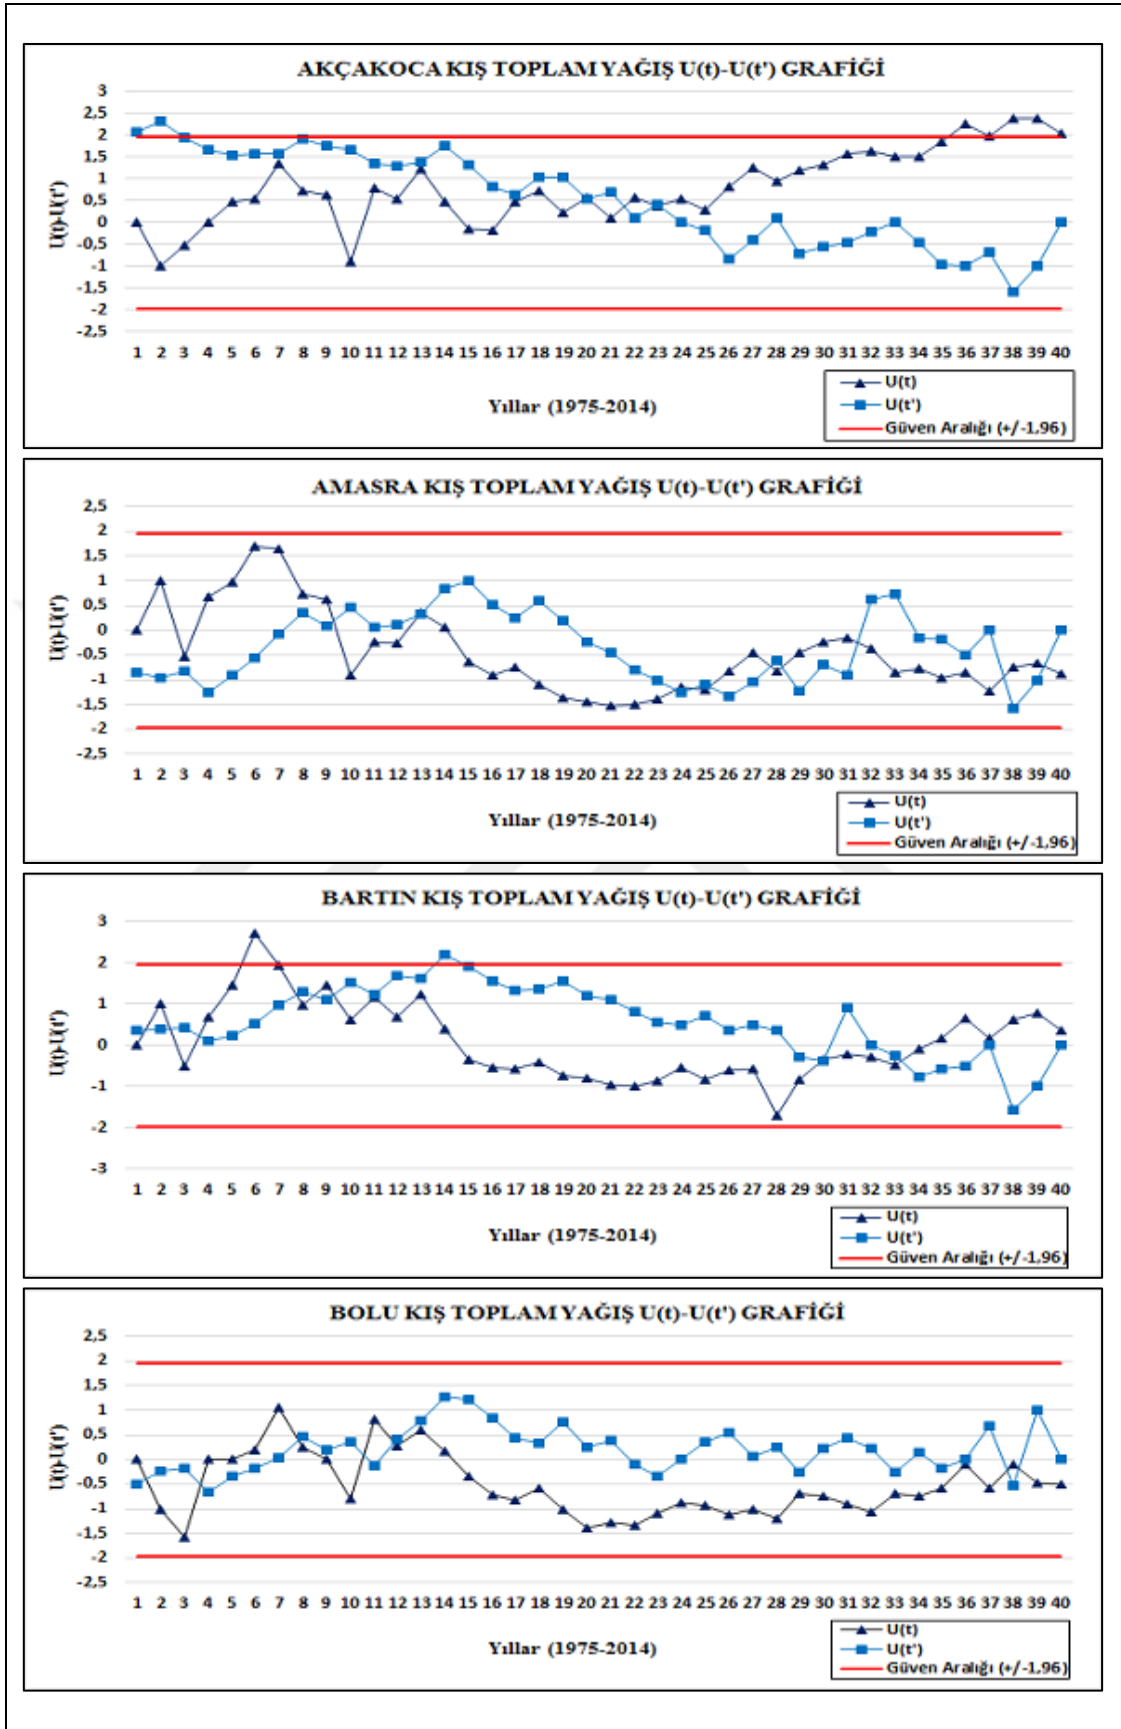 AKÇAKOCA KIŞ TOPLAM YAĞIŞ U(t)-U(t') GRAFİĞİ
3
2,5
2
1,5
1
0,5
0
-0,5
-1
-1,5
-2
-2,5
U(t)-U(t')
1 2 3 4 5 6 7 8 9 10 11 12 13 14 15 16 17 18 19 20 21 22 23 24 25 26 27 28 29 30 31 32 33 34 35 36 37 38 39 40
Yıllar (1975-2014)
U(t)
U(t')
Güven Aralığı (+/-1,96)
AMASRA KIŞ TOPLAM YAĞIŞ U(t)-U(t') GRAFİĞİ
2,5
2
1,5
1
0,5
0
-0,5
-1
-1,5
-2
-2,5
U(t)-U(t')
1 2 3 4 5 6 7 8 9 10 11 12 13 14 15 16 17 18 19 20 21 22 23 24 25 26 27 28 29 30 31 32 33 34 35 36 37 38 39 40
Yıllar (1975-2014)
U(t)
U(t')
Güven Aralığı (+/-1,96)
BARTIN KIŞ TOPLAM YAĞIŞ U(t)-U(t') GRAFİĞİ
3
2
1
0
-1
-2
-3
U(t)-U(t')
1 2 3 4 5 6 7 8 9 10 11 12 13 14 15 16 17 18 19 20 21 22 23 24 25 26 27 28 29 30 31 32 33 34 35 36 37 38 39 40
Yıllar (1975-2014)
U(t)
U(t')
Güven Aralığı (+/-1,96)
BOLU KIŞ TOPLAM YAĞIŞ U(t)-U(t') GRAFİĞİ
2,5
2
1,5
1
0,5
0
-0,5
-1
-1,5
-2
-2,5
U(t)-U(t')
1 2 3 4 5 6 7 8 9 10 11 12 13 14 15 16 17 18 19 20 21 22 23 24 25 26 27 28 29 30 31 32 33 34 35 36 37 38 39 40
Yıllar (1975-2014)
U(t)
U(t')
Güven Aralığı (+/-1,96)